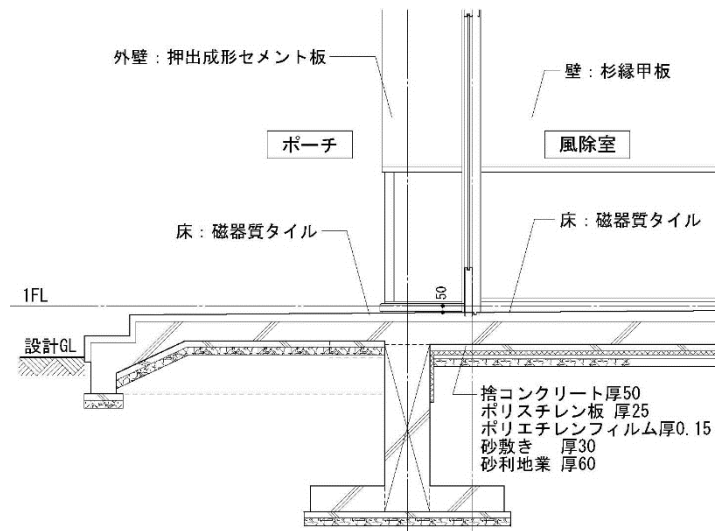 外壁：押出成形セメント板
壁：杉縁甲板
ポーチ
風除室
床：磁器質タイル
床：磁器質タイル
1FL
50
設計GL
捨コンクリート厚50
ポリスチレン板 厚25
ポリエチレンフィルム厚0.15
砂敷き 厚30
砂利地業 厚60